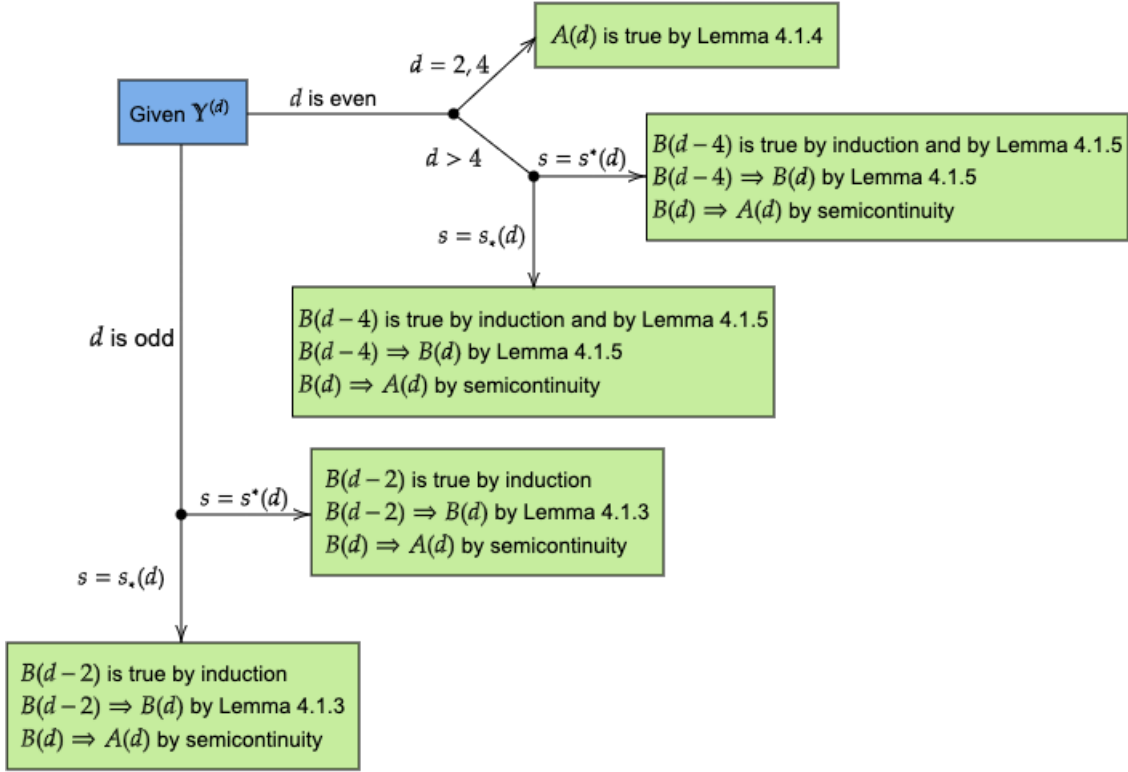 A(d) is true by Lemma 4.1.4
d = 2, 4
Given 𝕐^(d)
d is even
d > 4
s = s*(d)
B(d − 4) is true by induction and by Lemma 4.1.5
B(d − 4) ⇒ B(d) by Lemma 4.1.5
B(d) ⇒ A(d) by semicontinuity
s = s_*(d)
B(d − 4) is true by induction and by Lemma 4.1.5
B(d − 4) ⇒ B(d) by Lemma 4.1.5
B(d) ⇒ A(d) by semicontinuity
d is odd
s = s*(d)
B(d − 2) is true by induction
B(d − 2) ⇒ B(d) by Lemma 4.1.3
B(d) ⇒ A(d) by semicontinuity
s = s_*(d)
B(d − 2) is true by induction
B(d − 2) ⇒ B(d) by Lemma 4.1.3
B(d) ⇒ A(d) by semicontinuity